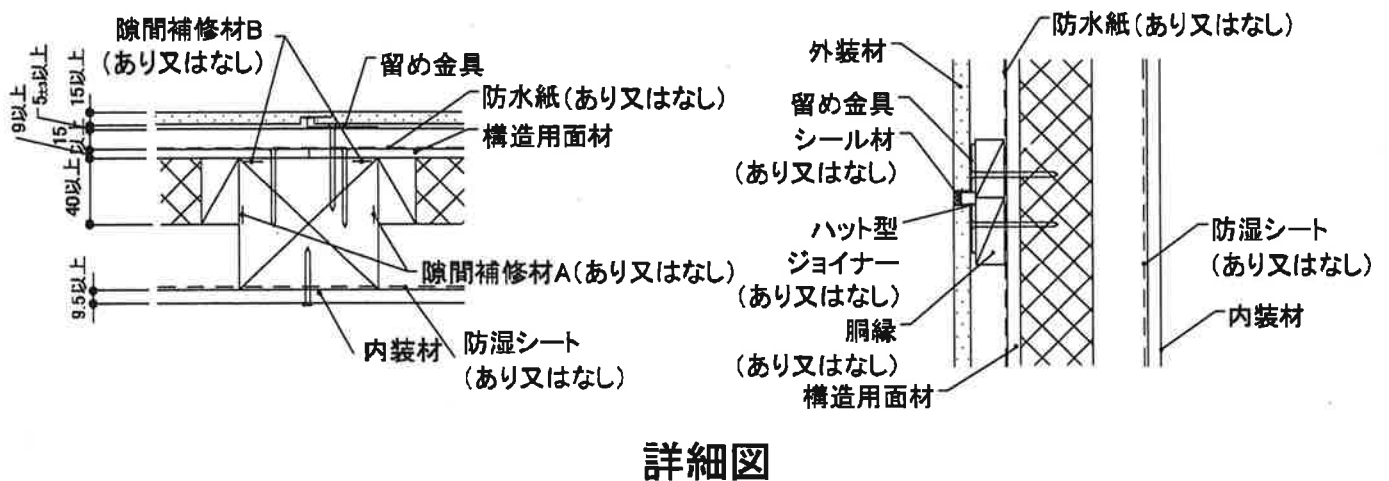 隙間補修材B
(あり又はなし)
留め金具
防水紙(あり又はなし)
構造用面材
15以上
5±3以上
15以上
9以上
40以上
9.5以上
隙間補修材A(あり又はなし)
内装材
防湿シート
(あり又はなし)
防水紙(あり又はなし)
外装材
留め金具
シール材
(あり又はなし)
ハット型
ジョイナー
(あり又はなし)
胴縁
(あり又はなし)
構造用面材
防湿シート
(あり又はなし)
内装材
詳細図